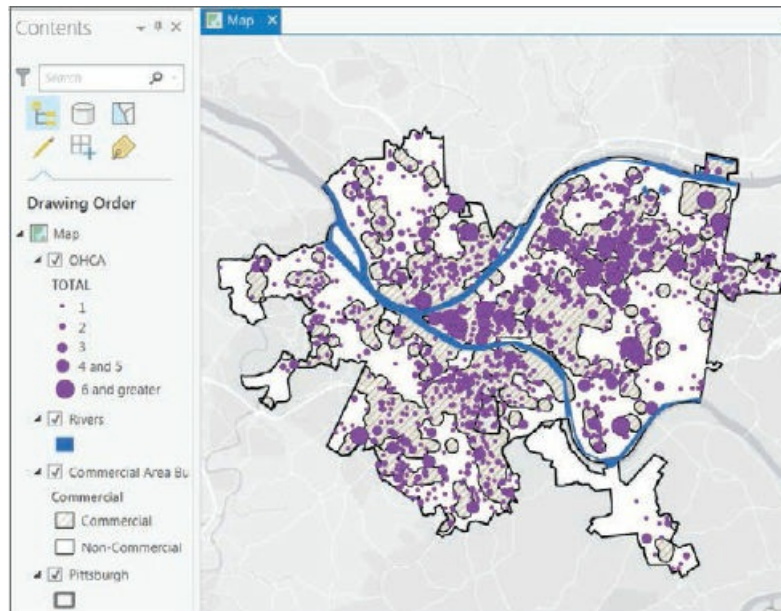 Contents
Map
Search
Drawing Order
Map
OHCA
TOTAL
1
2
3
4 and 5
6 and greater
Rivers
Commercial Area Bu
Commercial
Commercial
Non-Commercial
Pittsburgh